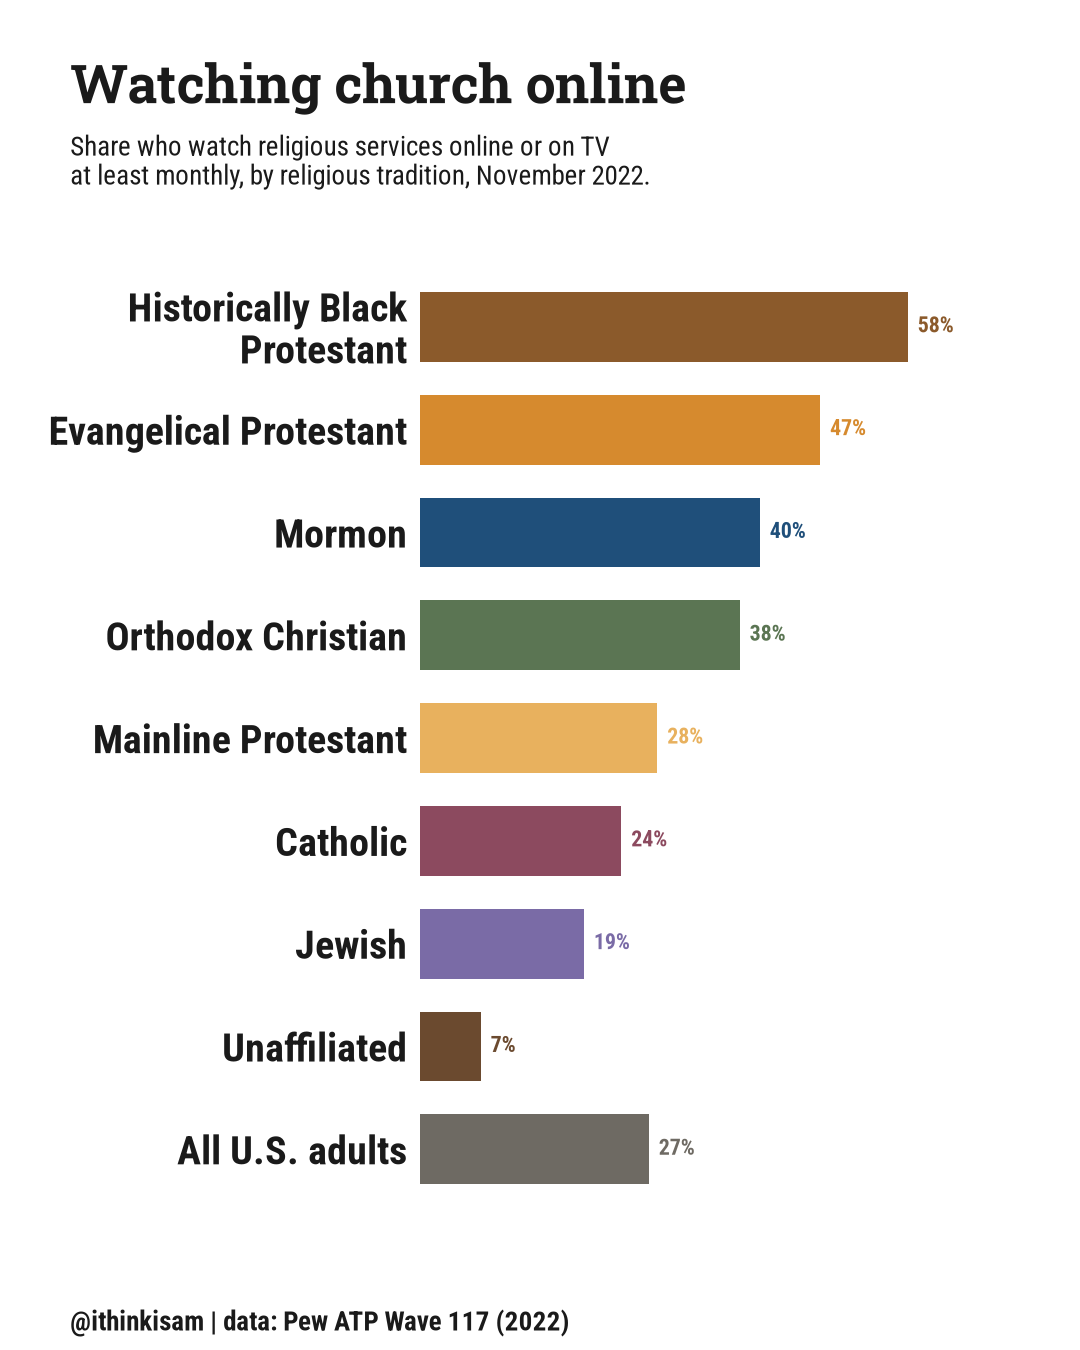 Watching church online
Share who watch religious services online or on TV
at least monthly, by religious tradition, November 2022.
Historically Black
Protestant
58%
Evangelical Protestant
47%
Mormon
40%
Orthodox Christian
38%
Mainline Protestant
28%
Catholic
24%
Jewish
19%
Unaffiliated
7%
All U.S. adults
27%
@ithinkisam | data: Pew ATP Wave 117 (2022)